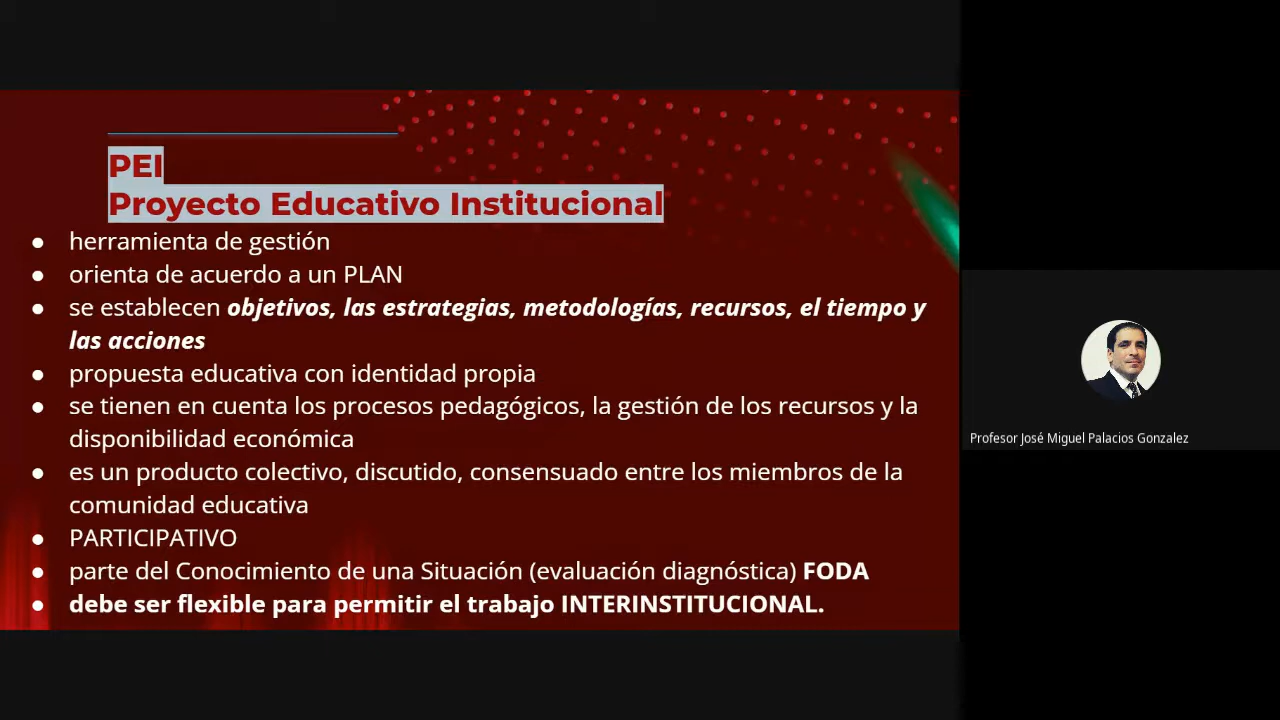 PEI
Proyecto Educativo Institucional
● herramienta de gestión
● orienta de acuerdo a un PLAN
● se establecen objetivos, las estrategias, metodologías, recursos, el tiempo y
las acciones
● propuesta educativa con identidad propia
● se tienen en cuenta los procesos pedagógicos, la gestión de los recursos y la
disponibilidad económica
● es un producto colectivo, discutido, consensuado entre los miembros de la
comunidad educativa
● PARTICIPATIVO
● parte del Conocimiento de una Situación (evaluación diagnóstica) FODA
● debe ser flexible para permitir el trabajo INTERINSTITUCIONAL.
Profesor José Miguel Palacios Gonzalez